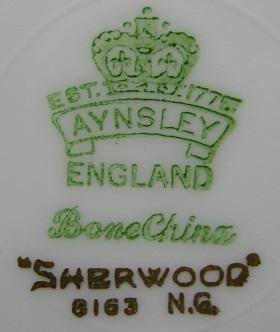 EST. 1775.
AYNSLEY
ENGLAND
Bone China
"SHERWOOD"
8163 N.G.